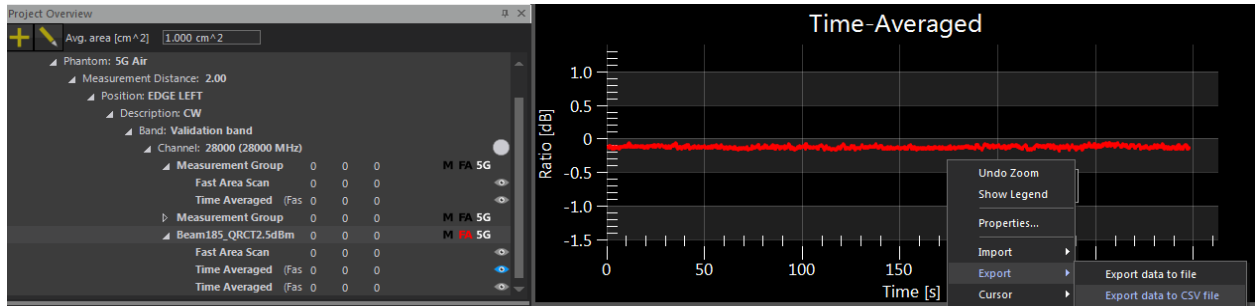 Project Overview
Avg. area [cm^2] 1.000 cm^2
Phantom: 5G Air
Measurement Distance: 2.00
Position: EDGE LEFT
Description: CW
Band: Validation band
Channel: 28000 (28000 MHz)
Measurement Group 0 0 0 M FA 5G
Fast Area Scan 0 0 0
Time Averaged (Fas 0 0 0
Measurement Group 0 0 0 M FA 5G
Beam185_QRCT2.5dBm 0 0 0 M FA 5G
Fast Area Scan 0 0 0
Time Averaged (Fas 0 0 0
Time Averaged (Fas 0 0 0
Time-Averaged
Ratio [dB]
1.0
0.5
0
-0.5
-1.0
-1.5
0 50 100 150
Time [s]
Undo Zoom
Show Legend
Properties...
Import
Export
Cursor
Export data to file
Export data to CSV file